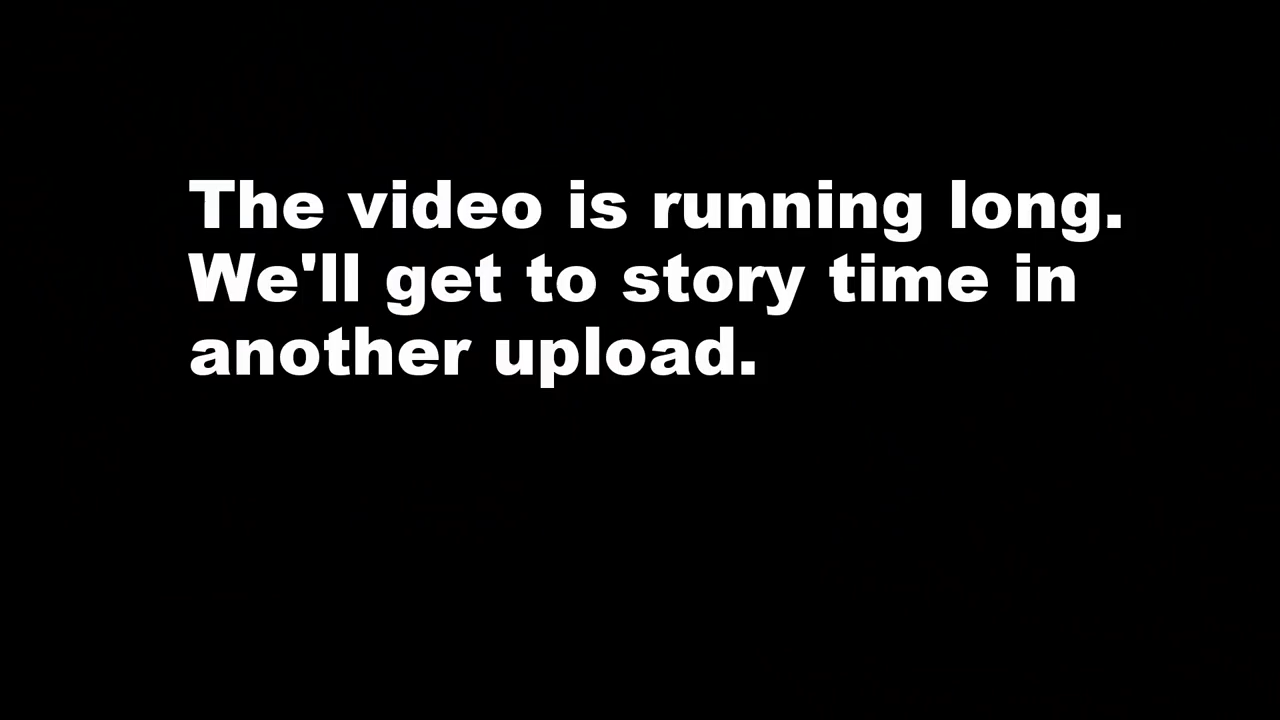 The video is running long.
We'll get to story time in
another upload.